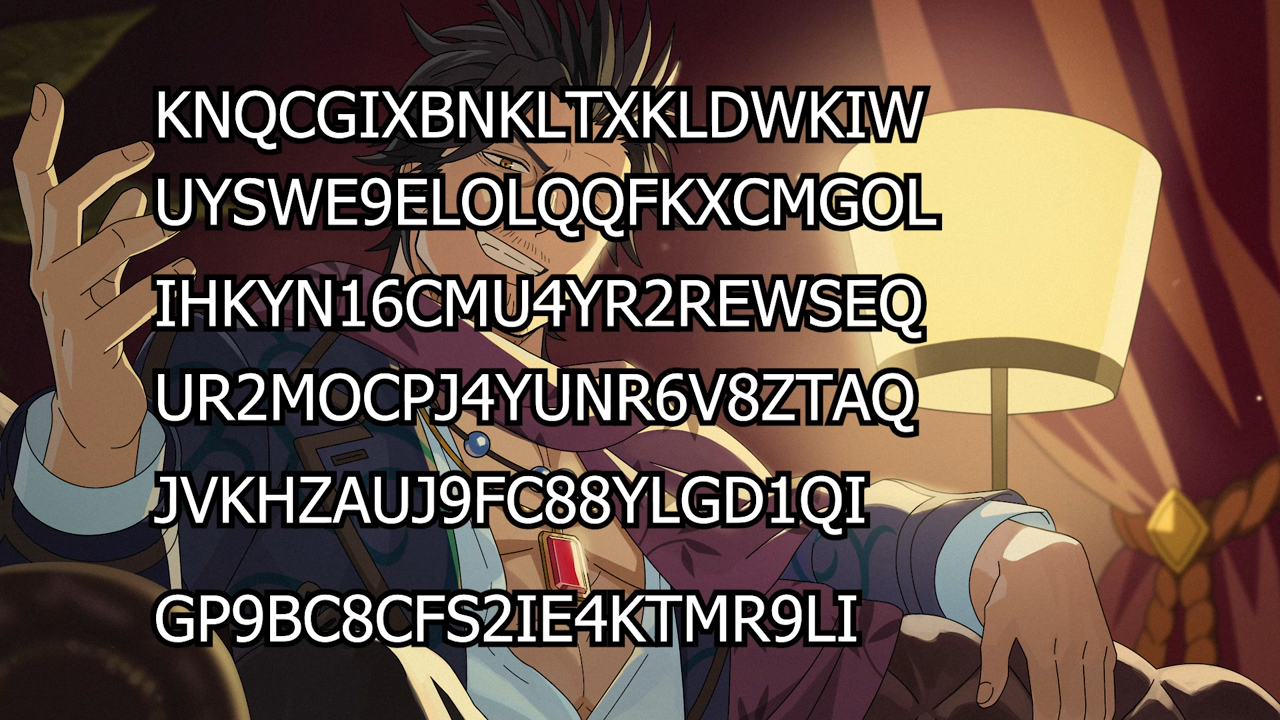 KNQCGIXBNKLTXKLDWKIW
UYSWE9ELOLQQFKXCMGOL
IHKYN16CMU4YR2REWSEQ
UR2MOCPJ4YUNR6V8ZTAQ
JVKHZAUJ9FC88YLGD1QI
GP9BC8CFS2IE4KTMR9LI